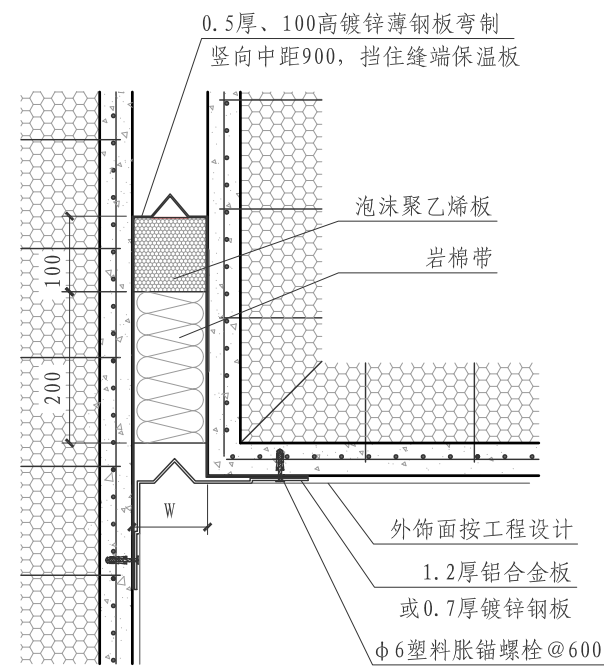 0.5厚、100高镀锌薄钢板弯制
竖向中距900，挡住缝端保温板
泡沫聚乙烯板
岩棉带
100
200
W
外饰面按工程设计
1.2厚铝合金板
或0.7厚镀锌钢板
ϕ6塑料胀锚螺栓@600